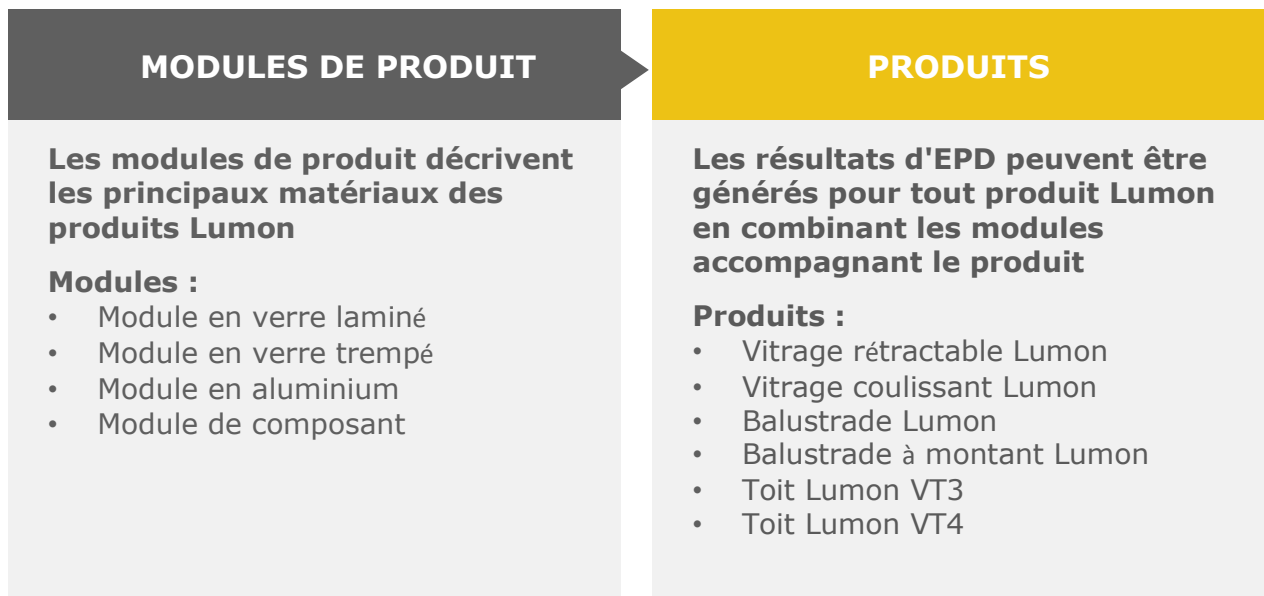 MODULES DE PRODUIT
Les modules de produit décrivent
les principaux matériaux des
produits Lumon
Modules :
• Module en verre laminé
• Module en verre trempé
• Module en aluminium
• Module de composant
PRODUITS
Les résultats d'EPD peuvent être
générés pour tout produit Lumon
en combinant les modules
accompagnant le produit
Produits :
• Vitrage rétractable Lumon
• Vitrage coulissant Lumon
• Balustrade Lumon
• Balustrade à montant Lumon
• Toit Lumon VT3
• Toit Lumon VT4